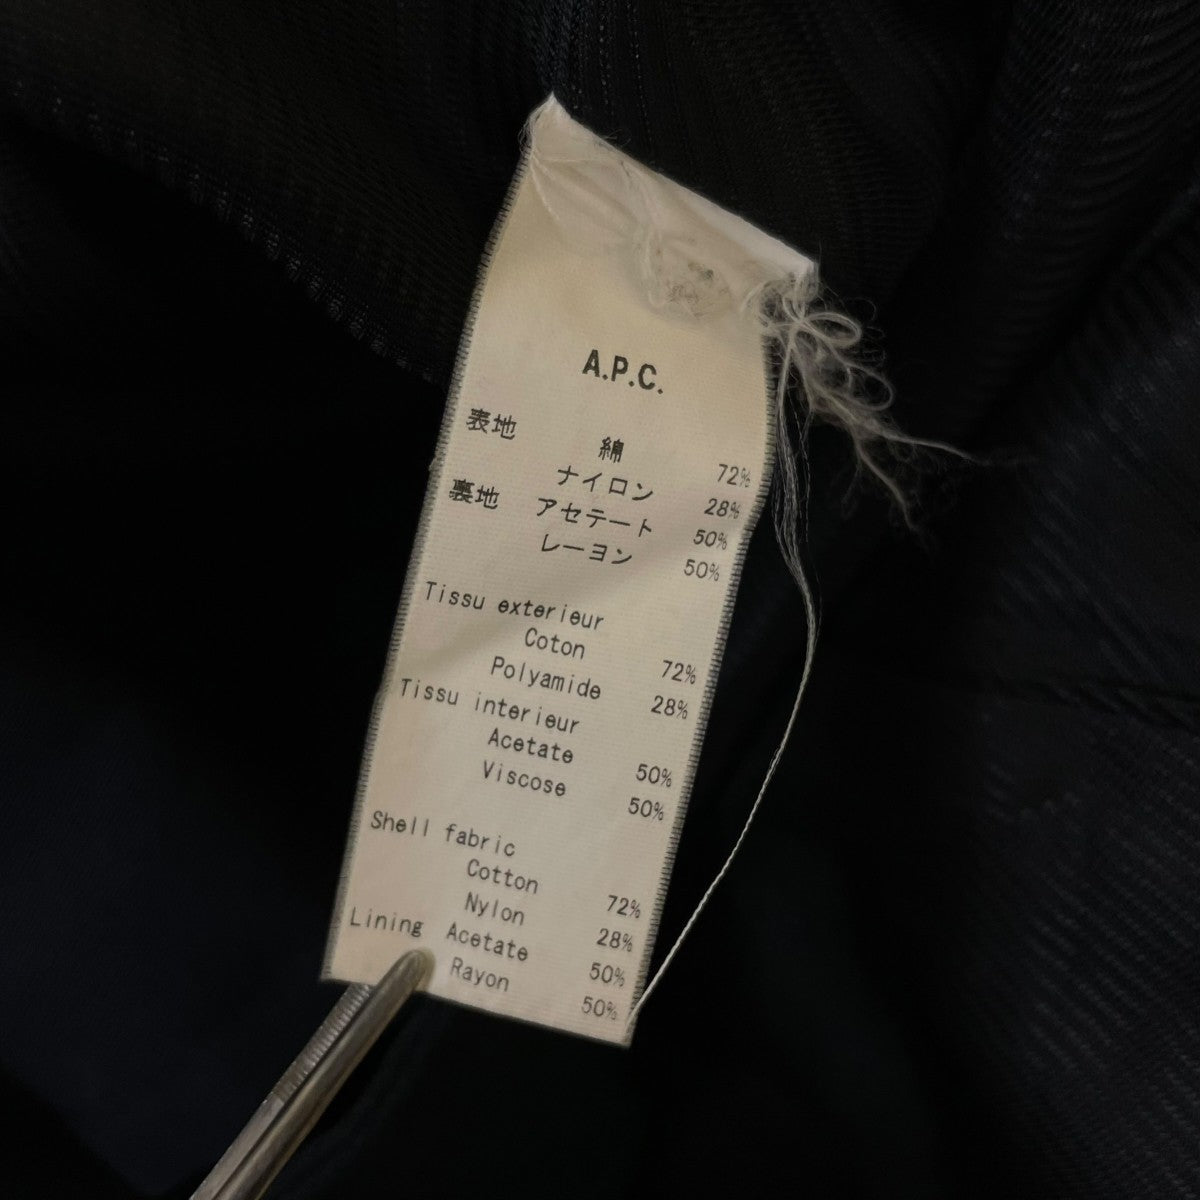 A.P.C.
表地 綿 72%
ナイロン 28%
裏地 アセテート 50%
レーヨン 50%
Tissu exterieur
Coton 72%
Polyamide 28%
Tissu interieur
Acetate 50%
Viscose 50%
Shell fabric
Cotton 72%
Nylon 28%
Lining Acetate 50%
Rayon 50%